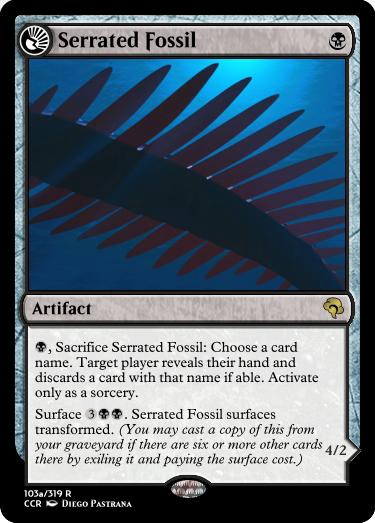 Serrated Fossil
Artifact
, Sacrifice Serrated Fossil: Choose a card
name. Target player reveals their hand and
discards a card with that name if able. Activate
only as a sorcery.
Surface 3. Serrated Fossil surfaces
transformed. (You may cast a copy of this from
your graveyard if there are six or more other cards
there by exiling it and paying the surface cost.)
4/2
103a/319 R
CCR Diego Pastrana